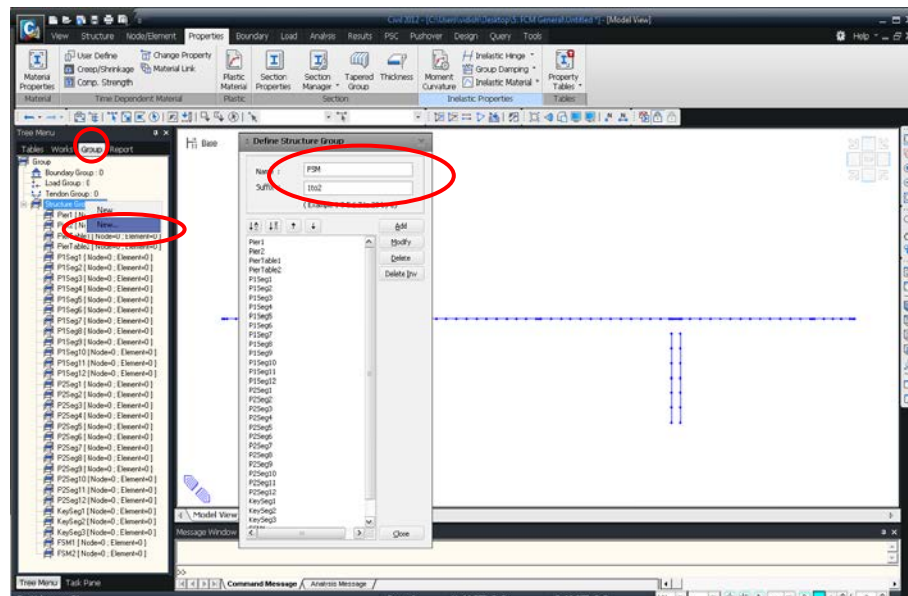 Civil 2012 - [C:\Users\vidish\Desktop\5. FCM General\Untitled *] - [Model View]
View Structure Node/Element Properties Boundary Load Analysis Results PSC Pushover Design Query Tools Help
Material Properties
User Define
Creep/Shrinkage
Comp. Strength
Change Property
Material Link
Plastic Material
Section Properties
Section Manager
Tapered Group
Thickness
Moment Curvature
Inelastic Hinge
Group Damping
Inelastic Material
Property Tables
Material Time Dependent Material Plastic Section Inelastic Properties Tables
Tree Menu
Tables Works Group Report
Group
Boundary Group : 0
Load Group : 0
Tendon Group : 0
Structure
New...
New...
Pier1 [
PierTable2 [ Node=0 ; Element=0 ]
P1Seg1 [ Node=0 ; Element=0 ]
P1Seg2 [ Node=0 ; Element=0 ]
P1Seg3 [ Node=0 ; Element=0 ]
P1Seg4 [ Node=0 ; Element=0 ]
P1Seg5 [ Node=0 ; Element=0 ]
P1Seg6 [ Node=0 ; Element=0 ]
P1Seg7 [ Node=0 ; Element=0 ]
P1Seg8 [ Node=0 ; Element=0 ]
P1Seg9 [ Node=0 ; Element=0 ]
P1Seg10 [ Node=0 ; Element=0 ]
P1Seg11 [ Node=0 ; Element=0 ]
P1Seg12 [ Node=0 ; Element=0 ]
P2Seg1 [ Node=0 ; Element=0 ]
P2Seg2 [ Node=0 ; Element=0 ]
P2Seg3 [ Node=0 ; Element=0 ]
P2Seg4 [ Node=0 ; Element=0 ]
P2Seg5 [ Node=0 ; Element=0 ]
P2Seg6 [ Node=0 ; Element=0 ]
P2Seg7 [ Node=0 ; Element=0 ]
P2Seg8 [ Node=0 ; Element=0 ]
P2Seg9 [ Node=0 ; Element=0 ]
P2Seg10 [ Node=0 ; Element=0 ]
P2Seg11 [ Node=0 ; Element=0 ]
P2Seg12 [ Node=0 ; Element=0 ]
KeySeg1 [ Node=0 ; Element=0 ]
KeySeg2 [ Node=0 ; Element=0 ]
KeySeg3 [ Node=0 ; Element=0 ]
FSM1 [ Node=0 ; Element=0 ]
FSM2 [ Node=0 ; Element=0 ]
Tree Menu Task Pane
Base
Define Structure Group
Name : FSM
Suffix 1to2
Add
Modify
Delete
Delete Inv
Pier1
Pier2
PierTable1
PierTable2
P1Seg1
P1Seg2
P1Seg3
P1Seg4
P1Seg5
P1Seg6
P1Seg7
P1Seg8
P1Seg9
P1Seg10
P1Seg11
P1Seg12
P2Seg1
P2Seg2
P2Seg3
P2Seg4
P2Seg5
P2Seg6
P2Seg7
P2Seg8
P2Seg9
P2Seg10
P2Seg11
P2Seg12
KeySeg1
KeySeg2
KeySeg3
Close
Model View
Message Window
>>
Command Message Analysis Message